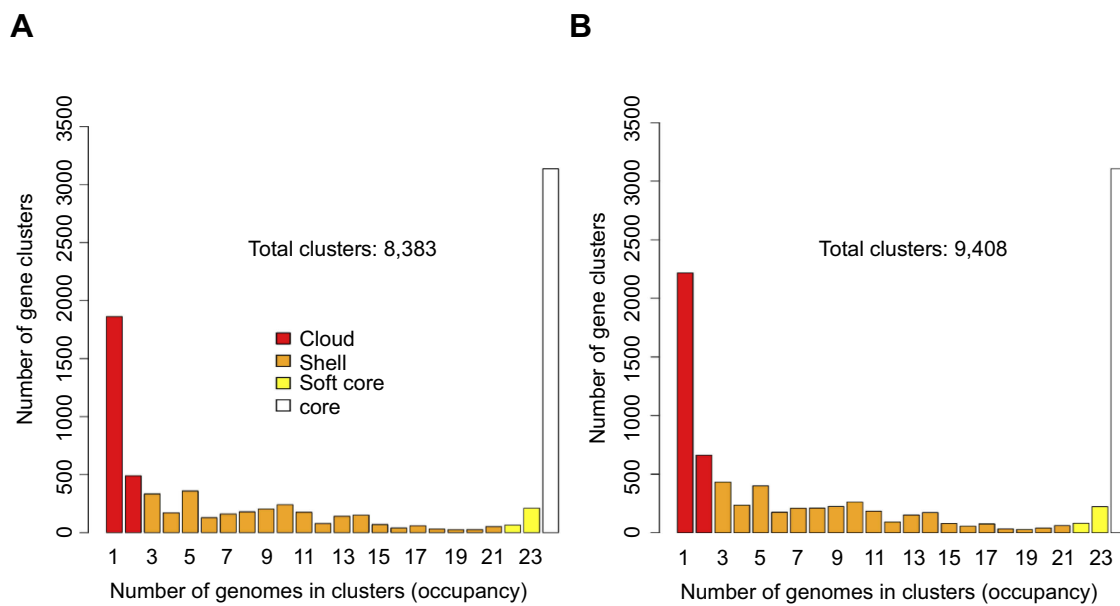 A
B
3500
3000
2500
2000
1500
1000
500
0
Number of gene clusters
Total clusters: 8,383
Cloud
Shell
Soft core
core
1 3 5 7 9 11 13 15 17 19 21 23
Number of genomes in clusters (occupancy)
3500
3000
2500
2000
1500
1000
500
0
Number of gene clusters
Total clusters: 9,408
1 3 5 7 9 11 13 15 17 19 21 23
Number of genomes in clusters (occupancy)